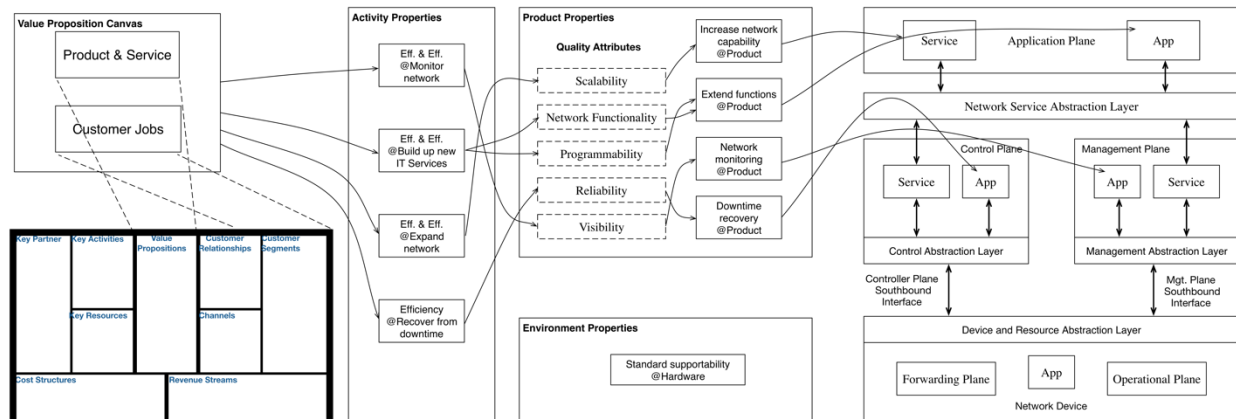 Value Proposition Canvas
Product & Service
Customer Jobs
Key Partner
Key Activities
Value
Propositions
Customer
Relationships
Customer
Segments
Key Resources
Channels
Cost Structures
Revenue Streams
Activity Properties
Eff. & Eff.
@Monitor
network
Eff. & Eff.
@Build up new
IT Services
Eff. & Eff.
@Expand
network
Efficiency
@Recover from
downtime
Product Properties
Quality Attributes
Scalability
Network Functionality
Programmability
Reliability
Visibility
Increase network
capability
@Product
Extend functions
@Product
Network
monitoring
@Product
Downtime
recovery
@Product
Environment Properties
Standard supportability
@Hardware
Service
Application Plane
App
Network Service Abstraction Layer
Control Plane
Service
App
Control Abstraction Layer
Management Plane
App
Service
Management Abstraction Layer
Controller Plane
Southbound
Interface
Mgt. Plane
Southbound
Interface
Device and Resource Abstraction Layer
Forwarding Plane
App
Operational Plane
Network Device